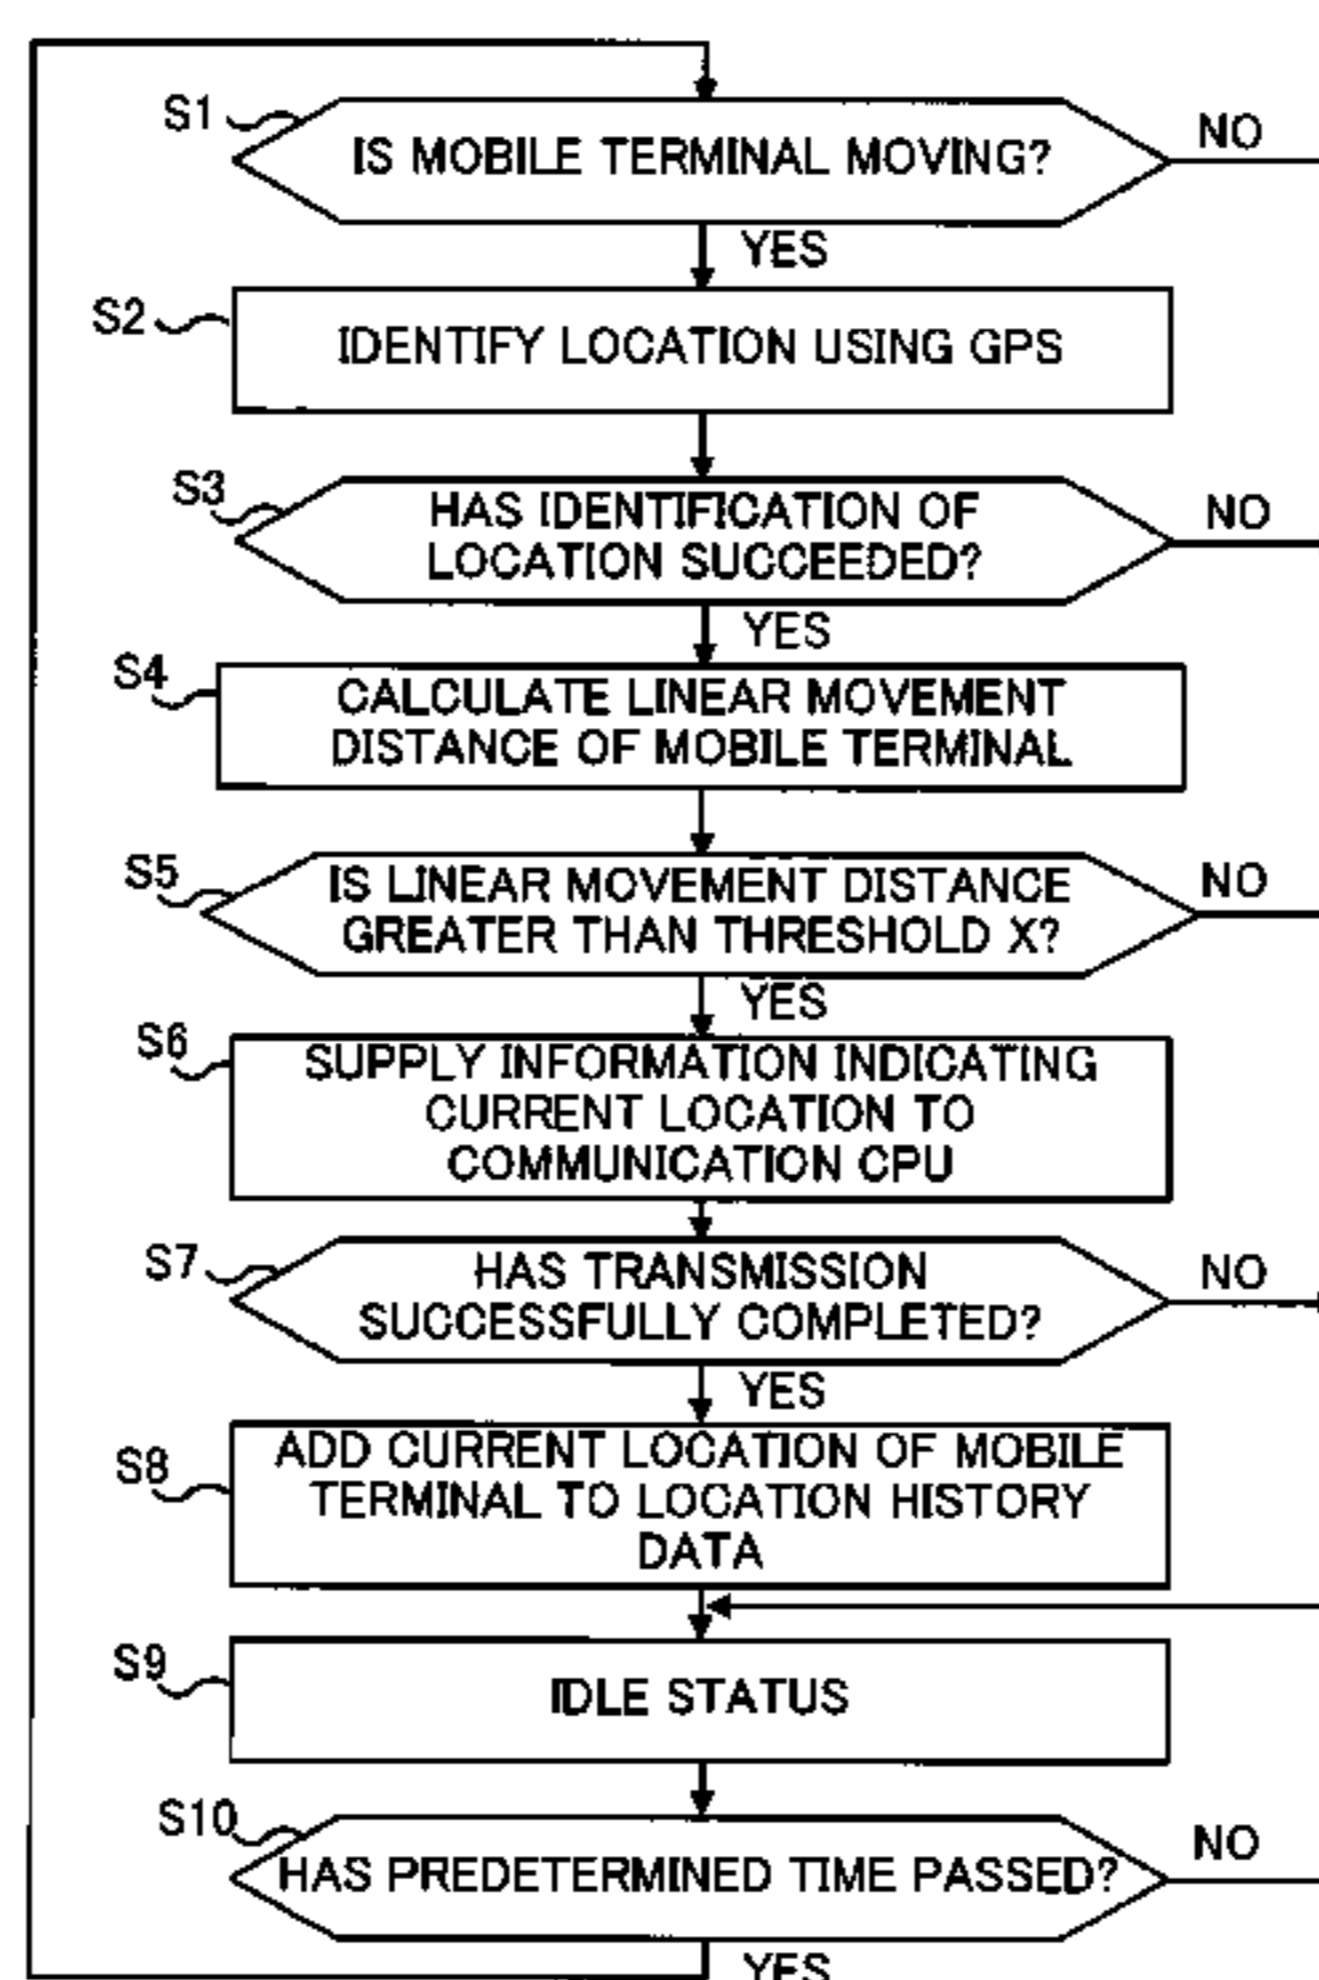 S1
IS MOBILE TERMINAL MOVING?
NO
YES
S2
IDENTIFY LOCATION USING GPS
S3
HAS IDENTIFICATION OF
LOCATION SUCCEEDED?
NO
YES
S4
CALCULATE LINEAR MOVEMENT
DISTANCE OF MOBILE TERMINAL
S5
IS LINEAR MOVEMENT DISTANCE
GREATER THAN THRESHOLD X?
NO
YES
S6
SUPPLY INFORMATION INDICATING
CURRENT LOCATION TO
COMMUNICATION CPU
S7
HAS TRANSMISSION
SUCCESSFULLY COMPLETED?
NO
YES
S8
ADD CURRENT LOCATION OF MOBILE
TERMINAL TO LOCATION HISTORY
DATA
S9
IDLE STATUS
S10
HAS PREDETERMINED TIME PASSED?
NO
YES